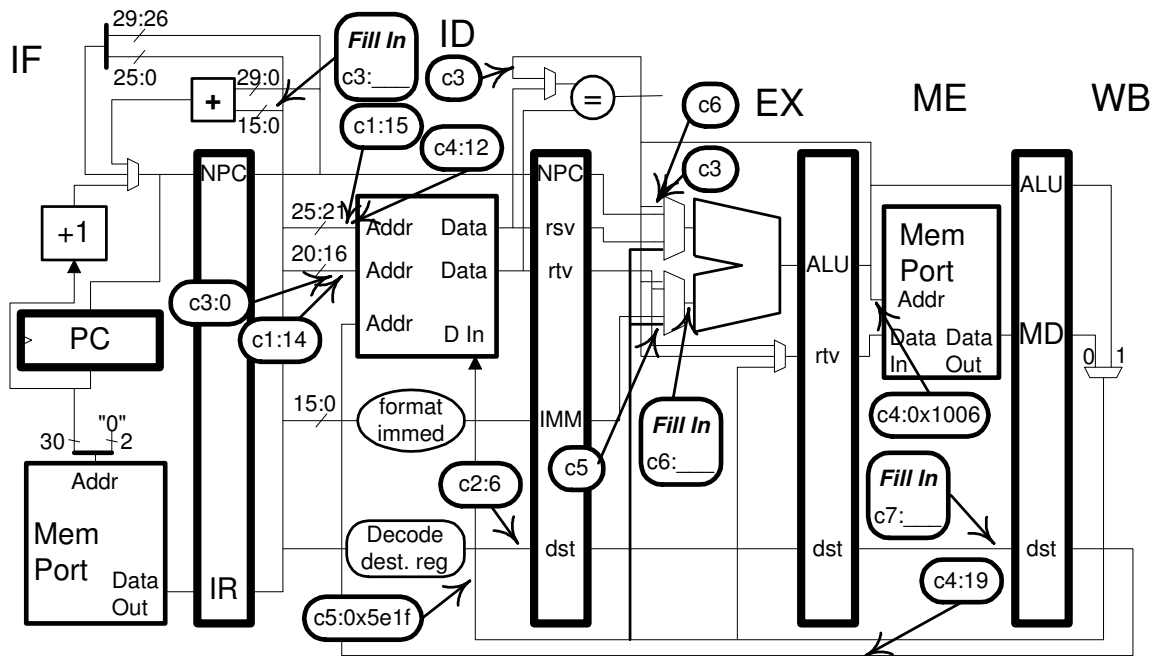 29:26
IF
25:0
Fill In
c3:___
ID
c3
+
29:0
15:0
=
c6
EX
ME
WB
c1:15
c4:12
c3
NPC
NPC
ALU
+1
25:21
Addr
Data
rsv
20:16
Addr
Data
rtv
ALU
Mem
Port
Addr
c3:0
c1:14
Addr
D In
PC
Data
In
Data
Out
MD
0
1
rtv
c4:0x1006
15:0
format
immed
IMM
Fill In
c6:___
"0"
30
2
Addr
c5
c2:6
Fill In
c7:___
Mem
Port
Data
Out
IR
Decode
dest. reg
dst
dst
dst
c5:0x5e1f
c4:19